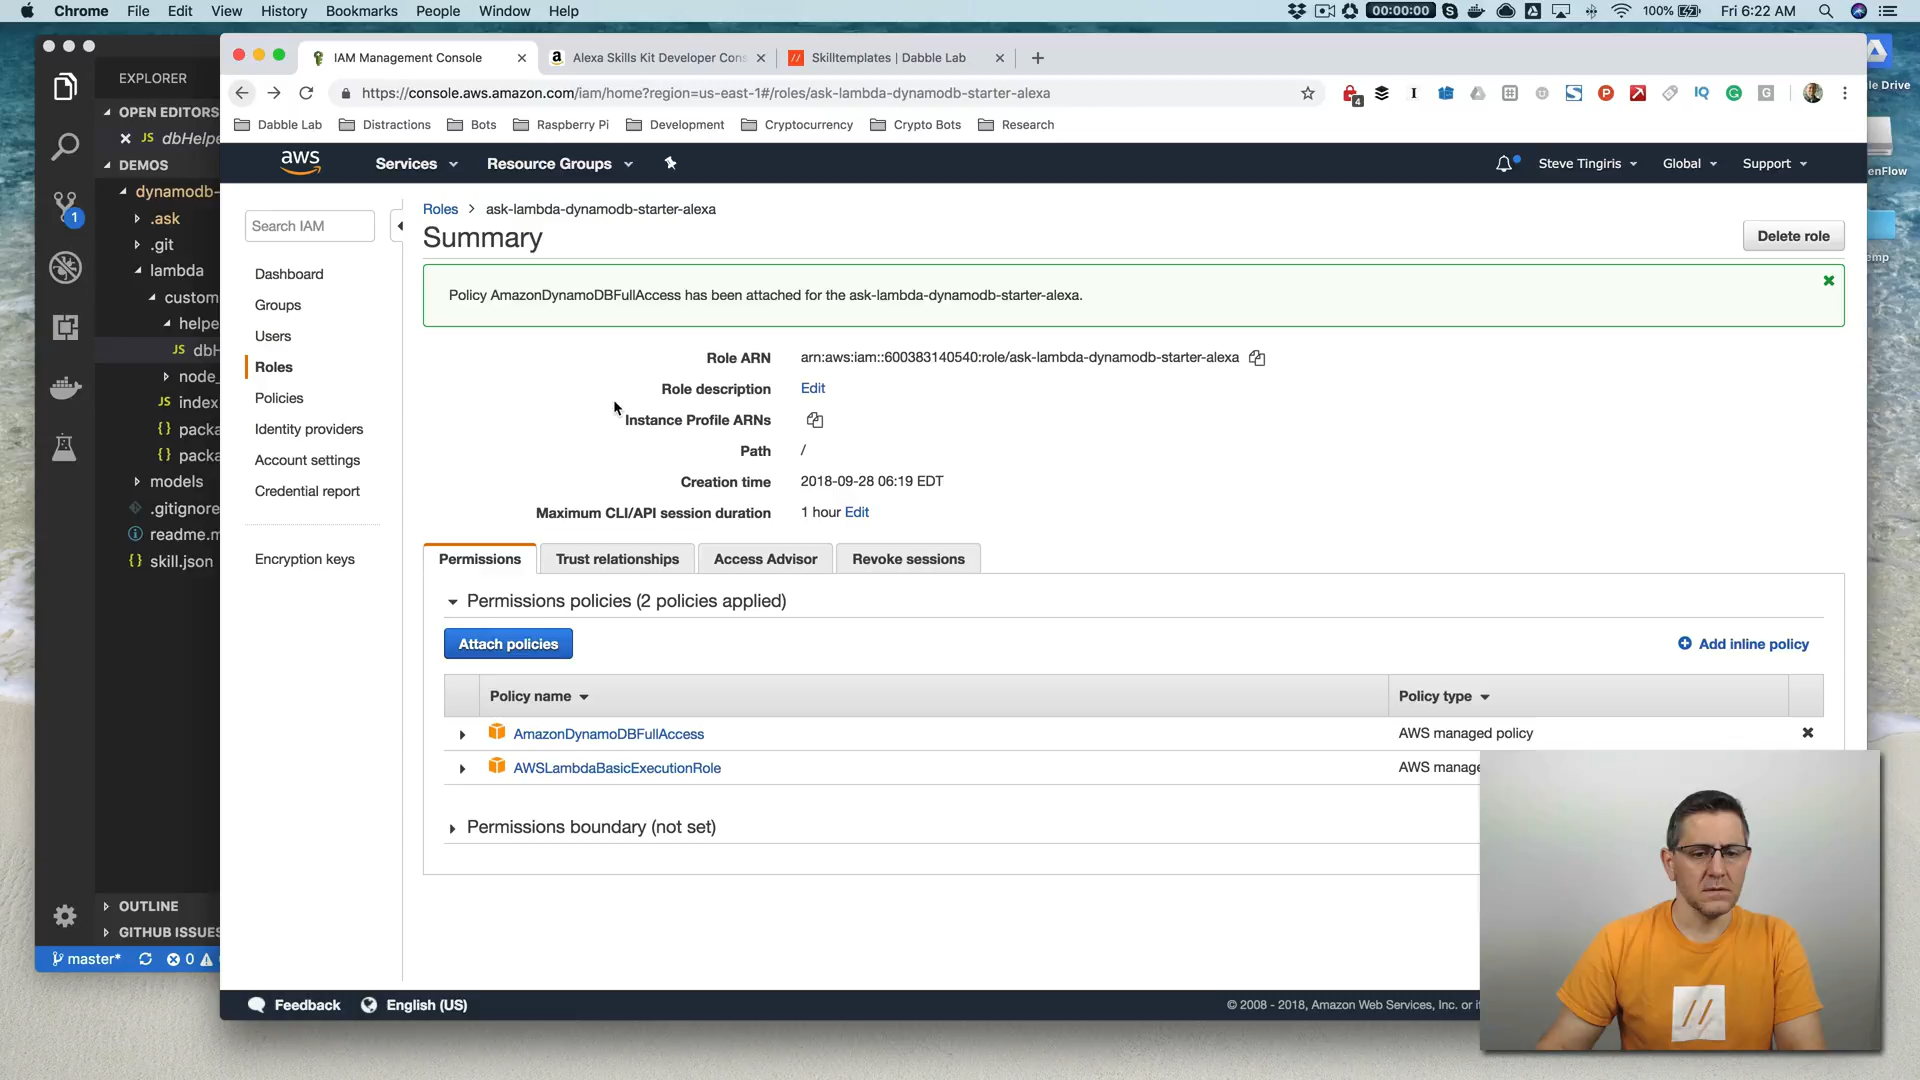 Chrome File Edit View History Bookmarks People Window Help
00:00:00 100% Fri 6:22 AM
IAM Management Console
Alexa Skills Kit Developer Cons
Skilltemplates | Dabble Lab
https://console.aws.amazon.com/iam/home?region=us-east-1#/roles/ask-lambda-dynamodb-starter-alexa
Dabble Lab Distractions Bots Raspberry Pi Development Cryptocurrency Crypto Bots Research
aws Services Resource Groups Steve Tingiris Global Support
EXPLORER
OPEN EDITORS
JS dbHelpe
DEMOS
dynamodb-
.ask
.git
lambda
custom
helpe
JS dbH
node_
JS index
{} packa
{} packa
models
.gitignore
readme.m
{} skill.json
OUTLINE
GITHUB ISSUES
master* 0
1
Search IAM
Dashboard
Groups
Users
Roles
Policies
Identity providers
Account settings
Credential report
Encryption keys
Roles > ask-lambda-dynamodb-starter-alexa
Summary
Delete role
Policy AmazonDynamoDBFullAccess has been attached for the ask-lambda-dynamodb-starter-alexa.
Role ARN arn:aws:iam::600383140540:role/ask-lambda-dynamodb-starter-alexa
Role description Edit
Instance Profile ARNs
Path /
Creation time 2018-09-28 06:19 EDT
Maximum CLI/API session duration 1 hour Edit
Permissions Trust relationships Access Advisor Revoke sessions
Permissions policies (2 policies applied)
Attach policies Add inline policy
Policy name Policy type
AmazonDynamoDBFullAccess AWS managed policy
AWSLambdaBasicExecutionRole AWS manage
Permissions boundary (not set)
Feedback English (US) © 2008 - 2018, Amazon Web Services, Inc. or it
le Drive
enFlow
emp
//